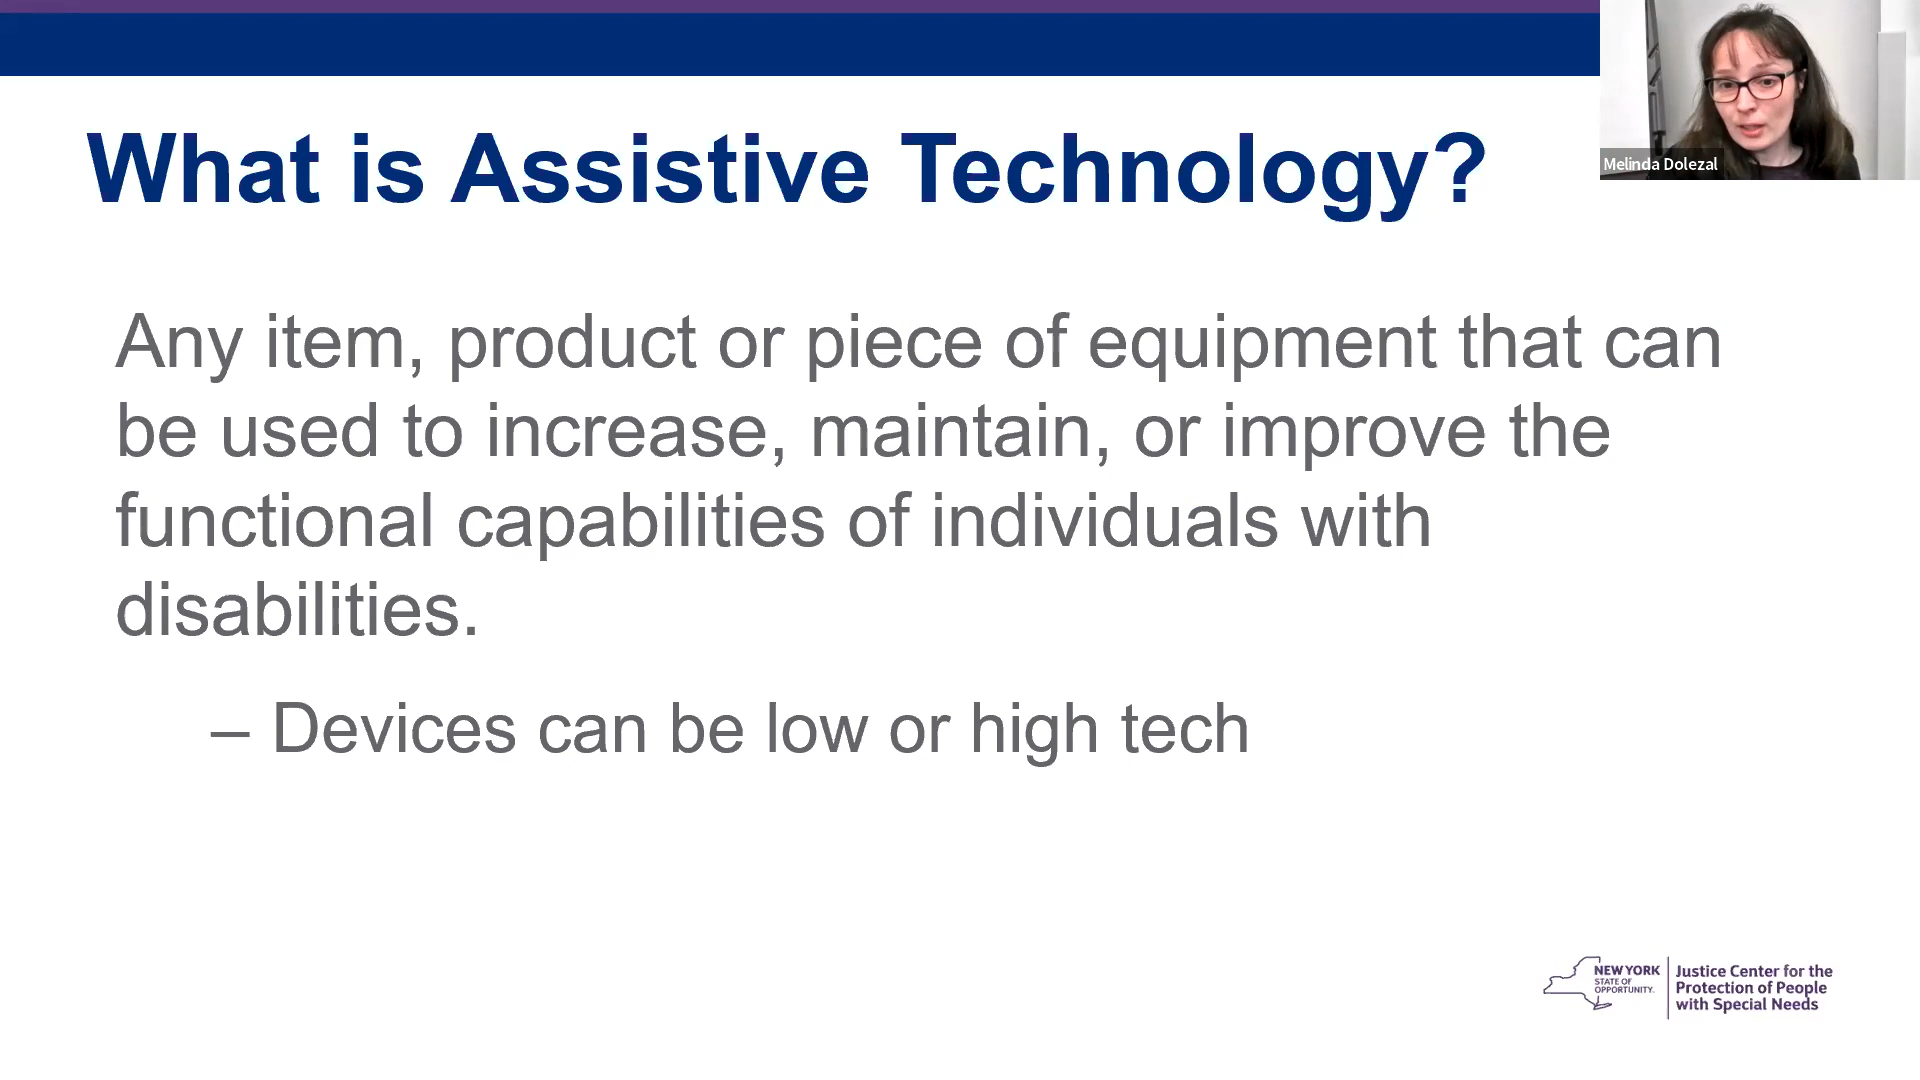 What is Assistive Technology?
Melinda Dolezal
Any item, product or piece of equipment that can
be used to increase, maintain, or improve the
functional capabilities of individuals with
disabilities.
– Devices can be low or high tech
NEW YORK
STATE OF
OPPORTUNITY.
Justice Center for the
Protection of People
with Special Needs